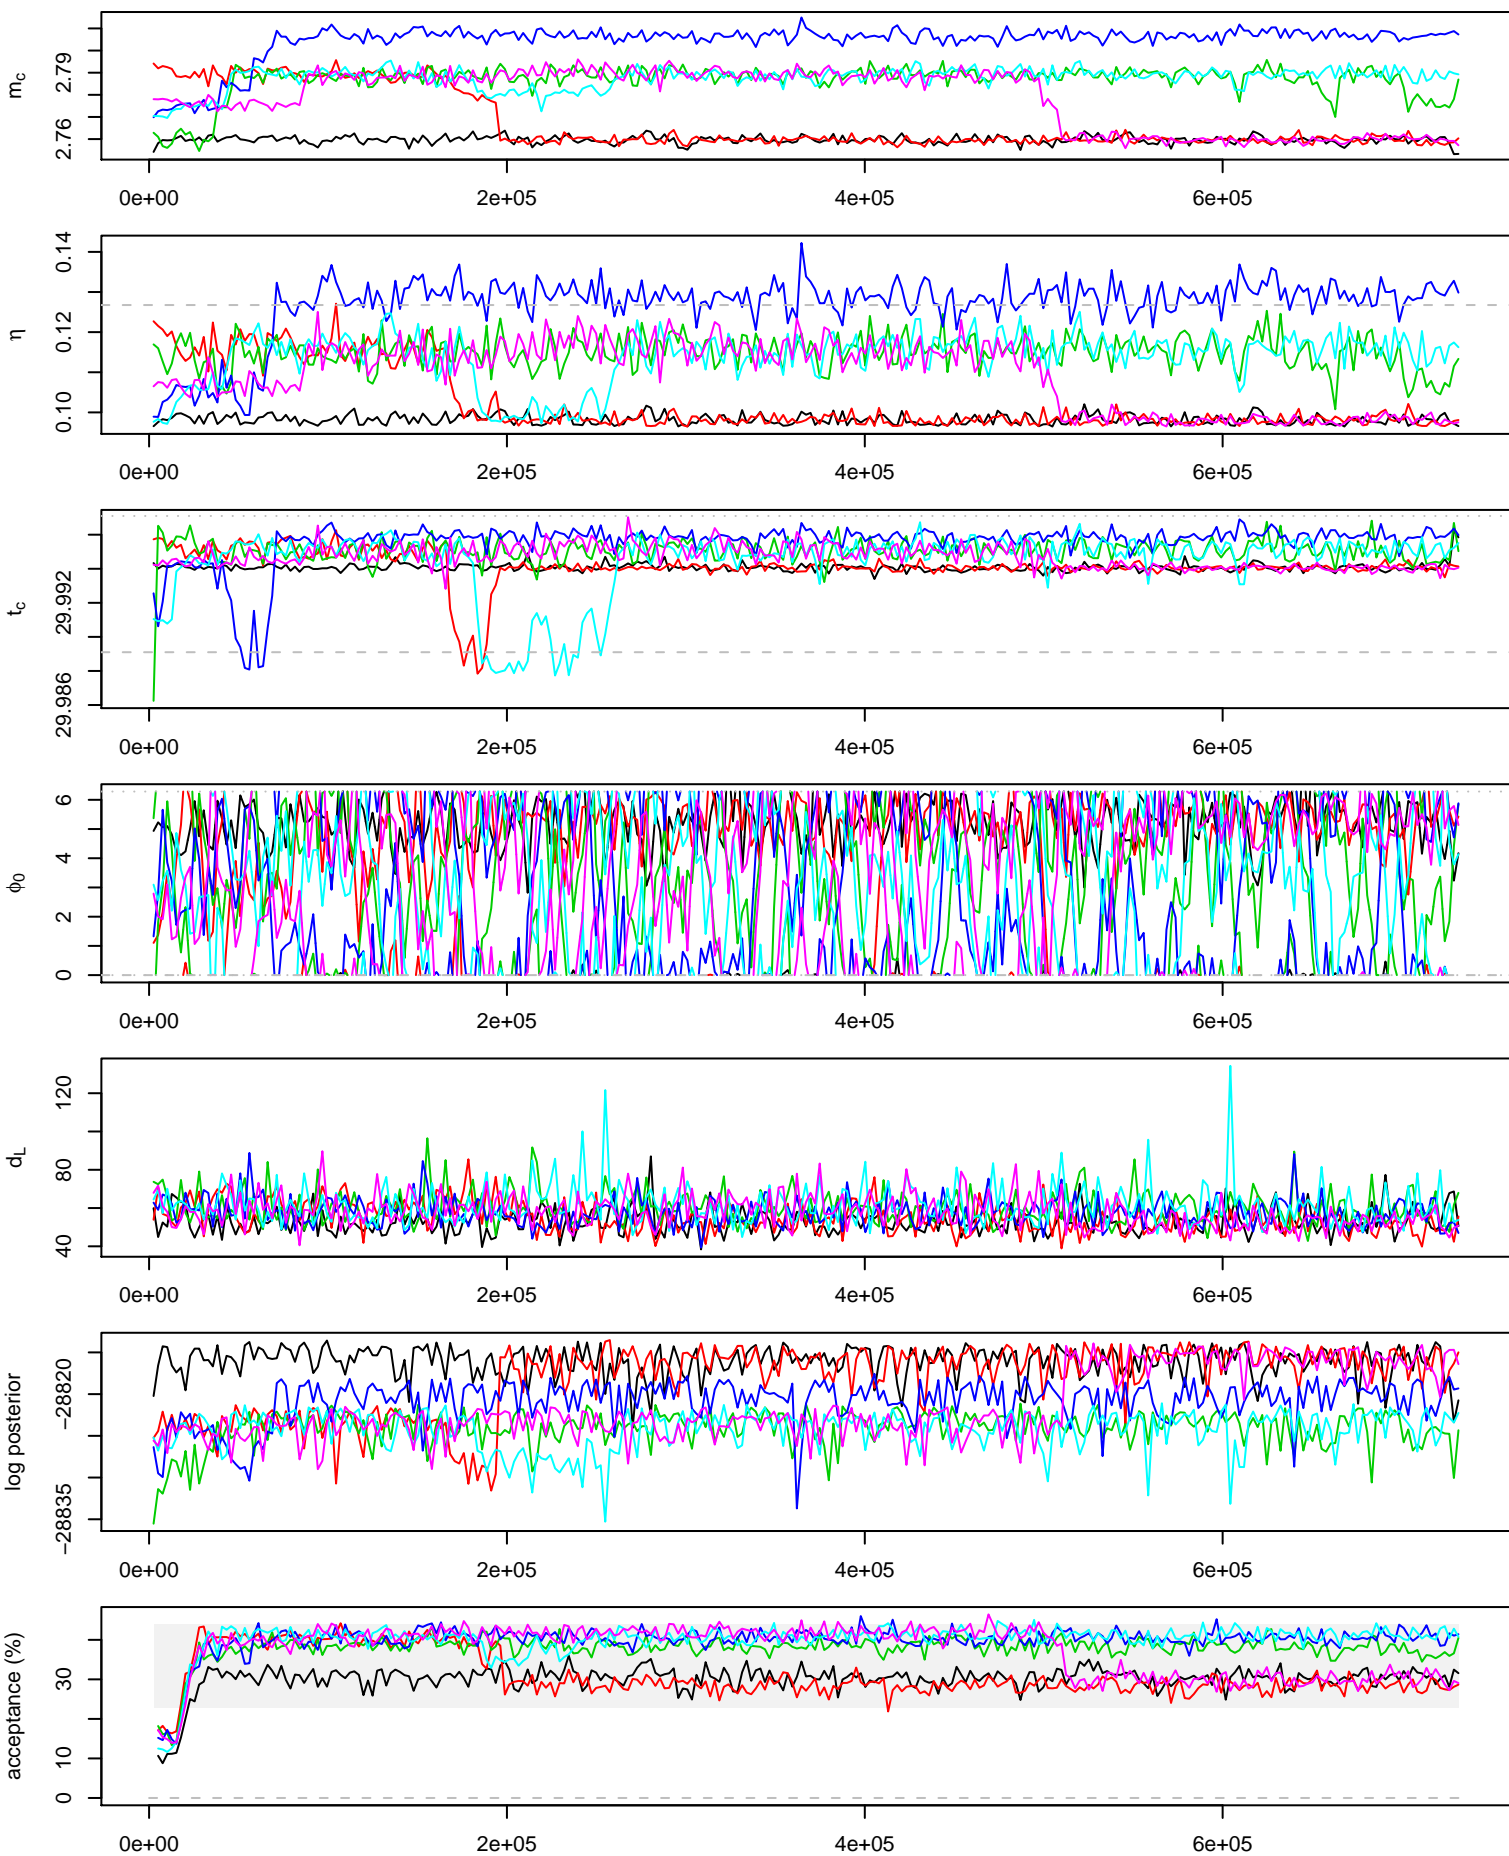 m_c
2.76 2.79
0e+00 2e+05 4e+05 6e+05
η
0.10 0.12 0.14
0e+00 2e+05 4e+05 6e+05
t_c
29.986 29.992
0e+00 2e+05 4e+05 6e+05
ϕ_0
0 2 4 6
0e+00 2e+05 4e+05 6e+05
d_L
40 80 120
0e+00 2e+05 4e+05 6e+05
log posterior
−28835 −28820
0e+00 2e+05 4e+05 6e+05
acceptance (%)
0 10 30
0e+00 2e+05 4e+05 6e+05